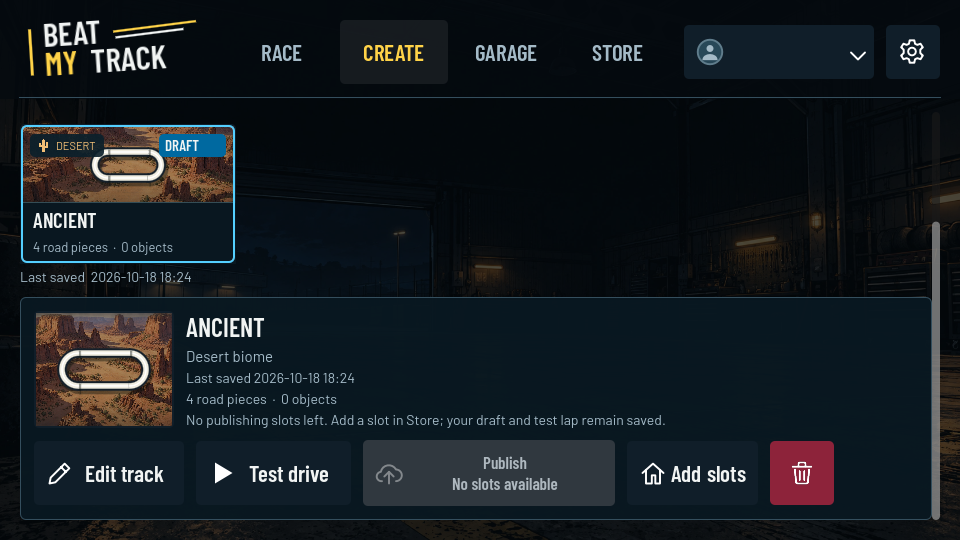 BEAT
MY TRACK
RACE
CREATE
GARAGE
STORE
DESERT
DRAFT
ANCIENT
4 road pieces · 0 objects
Last saved 2026-10-18 18:24
ANCIENT
Desert biome
Last saved 2026-10-18 18:24
4 road pieces · 0 objects
No publishing slots left. Add a slot in Store; your draft and test lap remain saved.
Edit track
Test drive
Publish
No slots available
Add slots